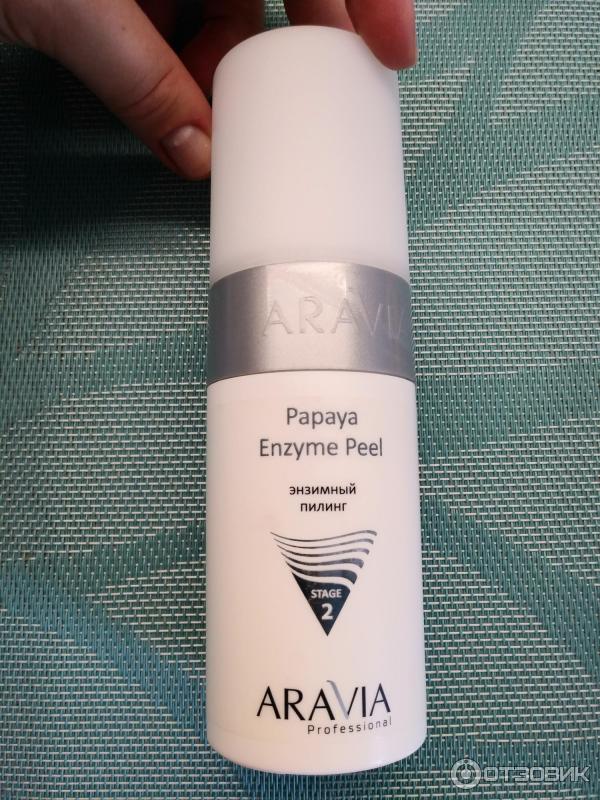 ARAVIA
Papaya
Enzyme Peel
энзимный
пилинг
STAGE
2
ARAVIA
Professional
ОТЗОВИК